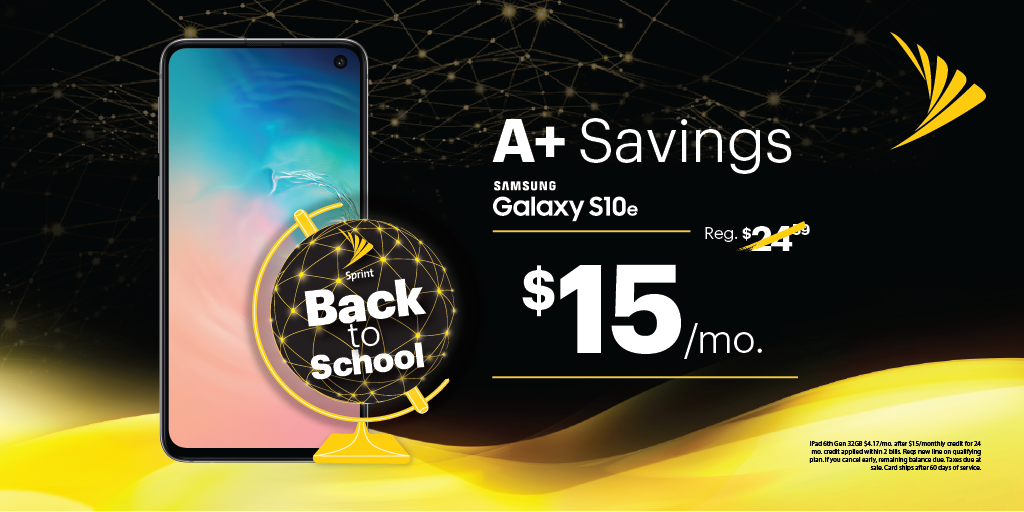 A+ Savings
SAMSUNG
Galaxy S10e
Reg. $24
$15/mo.
Sprint
Back
to
School
iPad 6th Gen 32GB $4.17/mo. after $15/monthly credit for 24
mo. credit applied within 2 bills. Reqs new line on qualifying
plan. If you cancel early, remaining balance due. Taxes due at
sale. Card ships after 60 days of service.